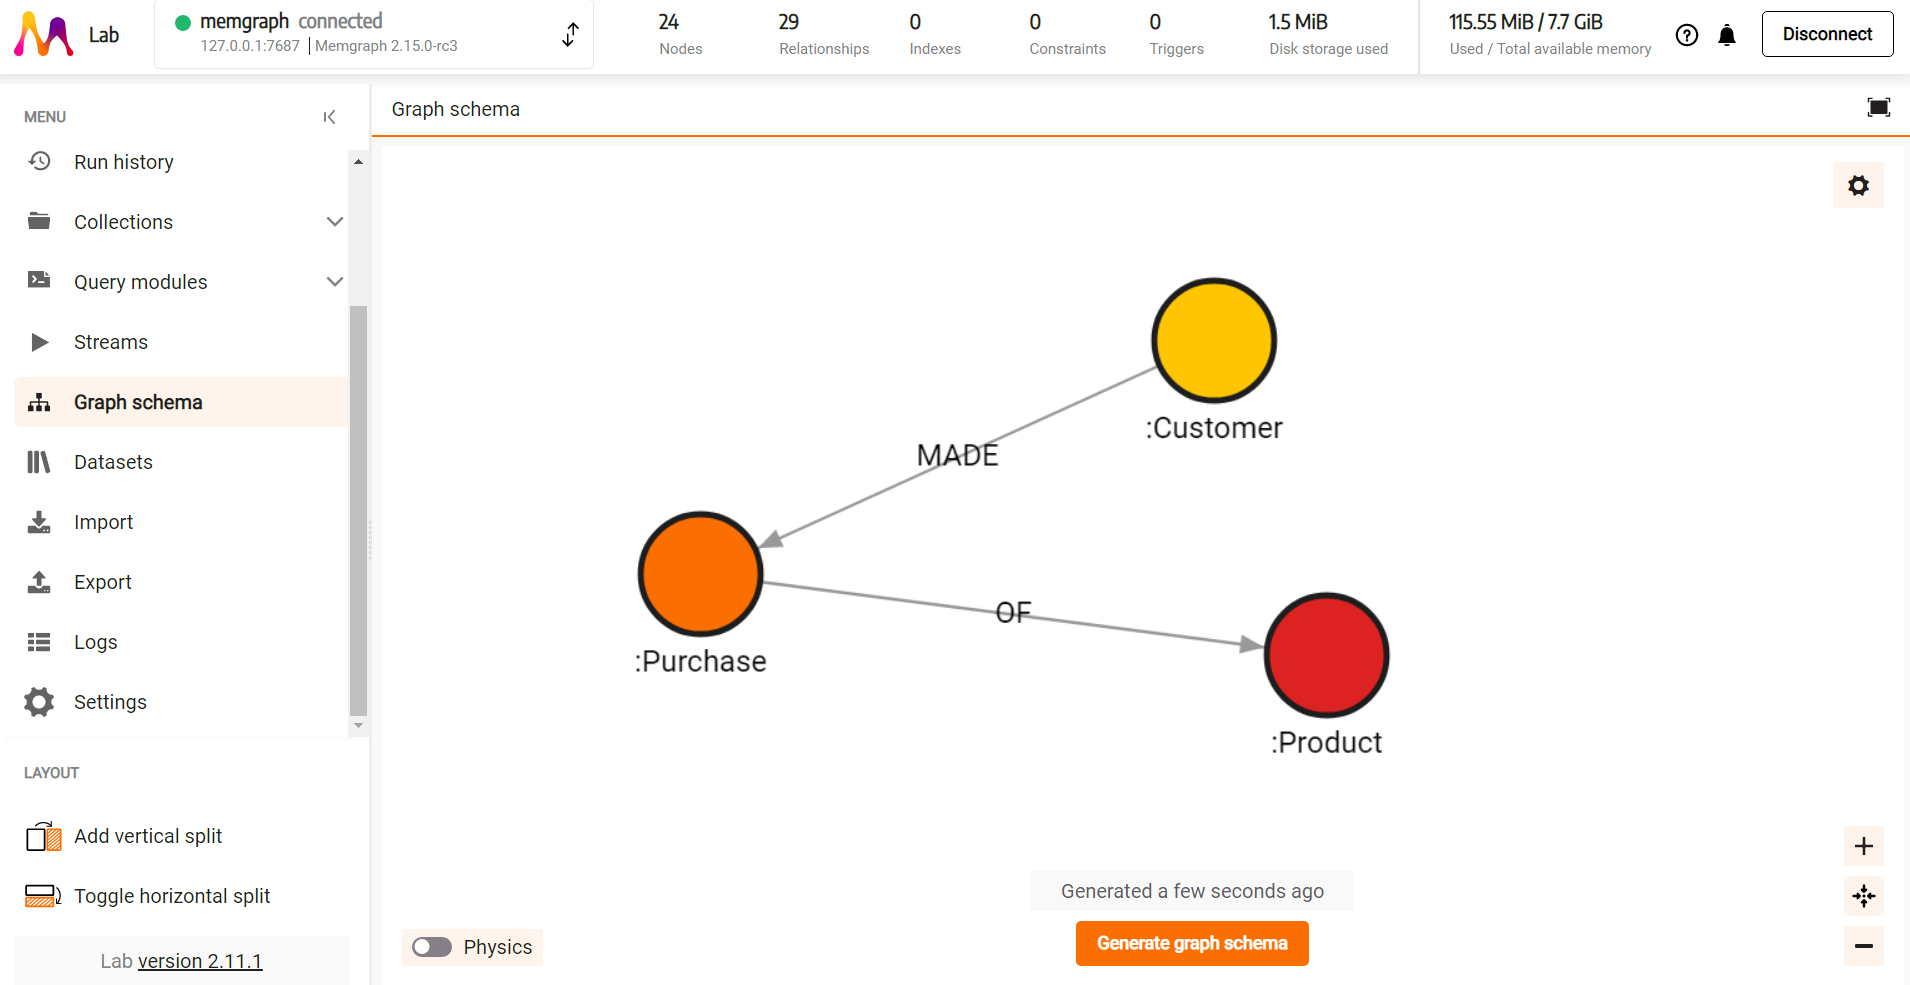 Lab
memgraph connected
127.0.0.1:7687 | Memgraph 2.15.0-rc3
24
Nodes
29
Relationships
0
Indexes
0
Constraints
0
Triggers
1.5 MiB
Disk storage used
115.55 MiB / 7.7 GiB
Used / Total available memory
Disconnect
MENU
Run history
Collections
Query modules
Streams
Graph schema
Datasets
Import
Export
Logs
Settings
LAYOUT
Add vertical split
Toggle horizontal split
Lab version 2.11.1
Graph schema
:Customer
MADE
:Purchase
OF
:Product
Generated a few seconds ago
Generate graph schema
Physics